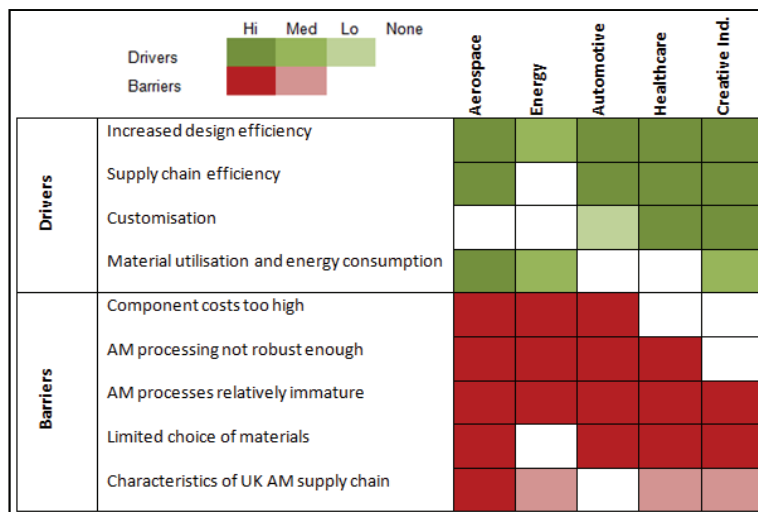 Hi Med Lo None
Drivers
Barriers
Aerospace
Energy
Automotive
Healthcare
Creative Ind.
Drivers
Increased design efficiency
Supply chain efficiency
Customisation
Material utilisation and energy consumption
Barriers
Component costs too high
AM processing not robust enough
AM processes relatively immature
Limited choice of materials
Characteristics of UK AM supply chain